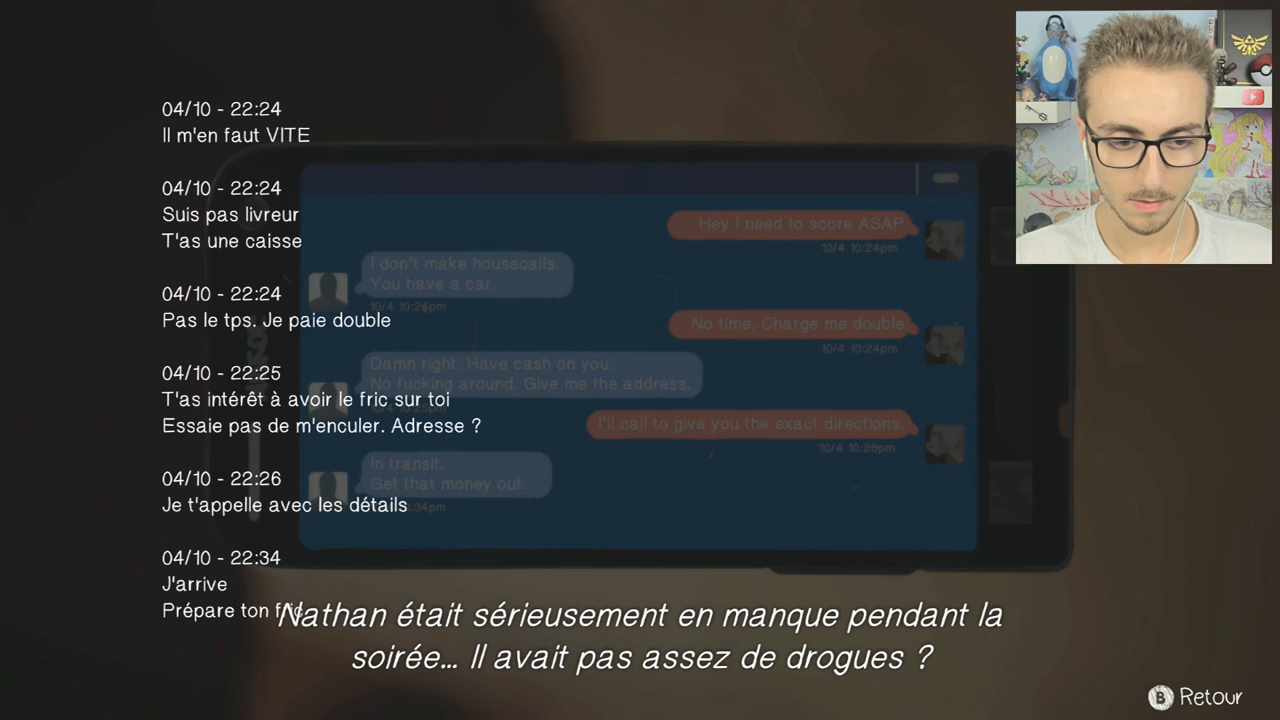 04/10 - 22:24
Il m'en faut VITE
04/10 - 22:24
Suis pas livreur
T'as une caisse
04/10 - 22:24
Pas le tps. Je paie double
04/10 - 22:25
T'as intérêt à avoir le fric sur toi
Essaie pas de m'enculer. Adresse ?
04/10 - 22:26
Je t'appelle avec les détails
04/10 - 22:34
J'arrive
Prépare ton fric
Hey I need to score ASAP
10/4 10:24pm
I don't make housecalls.
You have a car.
10/4 10:24pm
No time. Charge me double
10/4 10:24pm
Damn right. Have cash on you.
No fucking around. Give me the address.
I'll call to give you the exact directions.
10/4 10:26pm
In transit.
Get that money out.
Nathan était sérieusement en manque pendant la
soirée... Il avait pas assez de drogues ?
B Retour